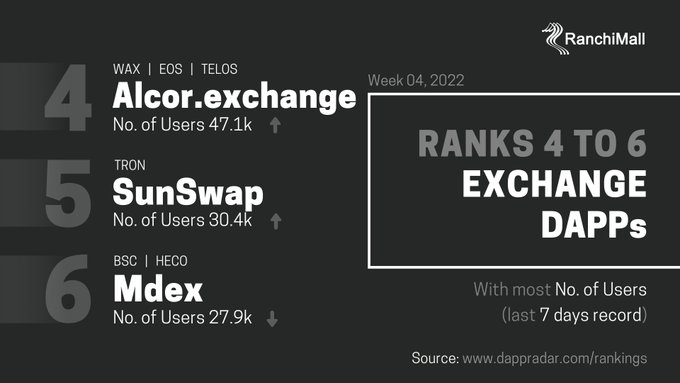 RanchiMall
4
WAX | EOS | TELOS
Alcor.exchange
No. of Users 47.1k
5
TRON
SunSwap
No. of Users 30.4k
6
BSC | HECO
Mdex
No. of Users 27.9k
Week 04, 2022
RANKS 4 TO 6
EXCHANGE
DAPPs
With most No. of Users
(last 7 days record)
Source: www.dappradar.com/rankings